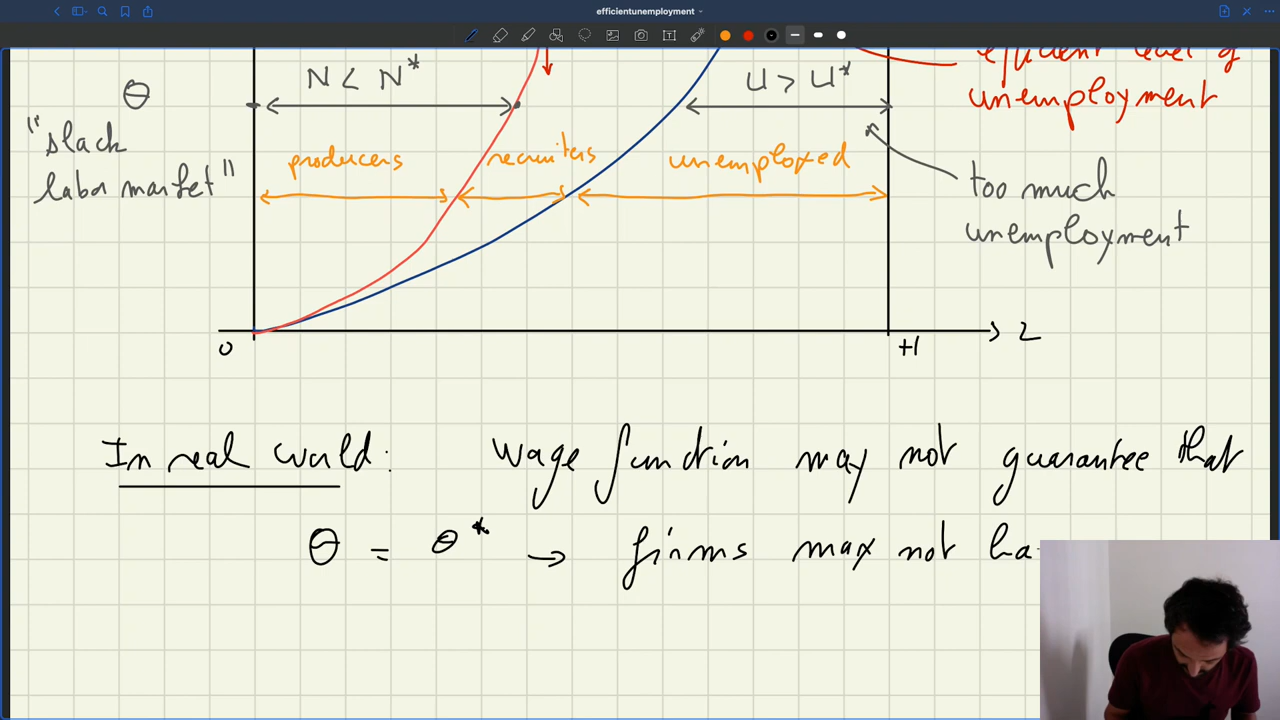 efficientunemployment
N < N*
U > U*
efficient level of
unemployment
θ
"slack
labor market"
producers
recruiters
unemployed
too much
unemployment
0
+1
In real world: wage function may not guarantee that
θ = θ* → firms may not